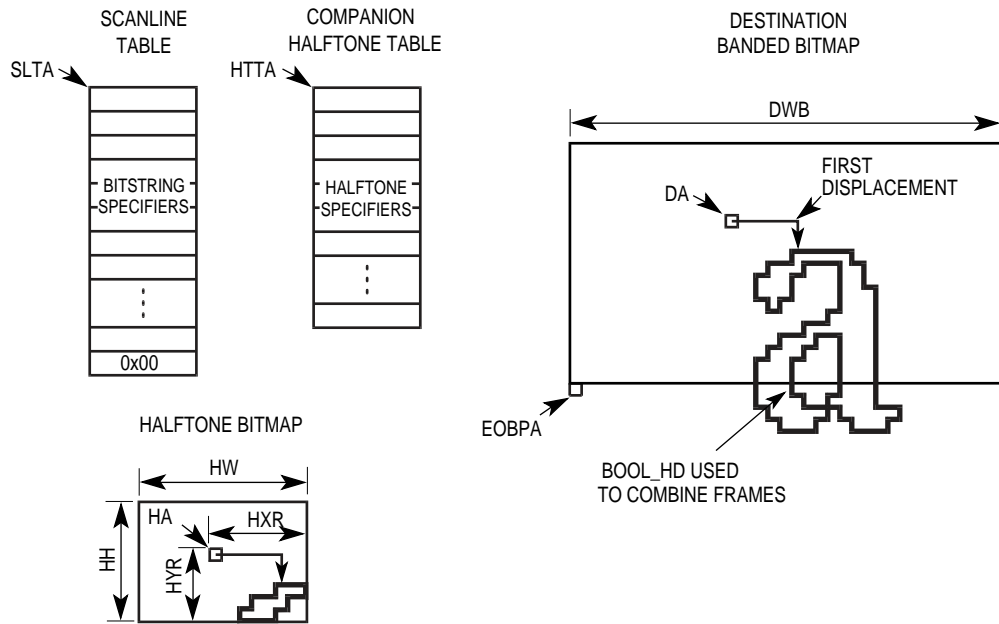 SCANLINE
TABLE
SLTA
BITSTRING
SPECIFIERS
0x00
COMPANION
HALFTONE TABLE
HTTA
HALFTONE
SPECIFIERS
DESTINATION
BANDED BITMAP
DWB
FIRST
DISPLACEMENT
DA
EOBPA
BOOL_HD USED
TO COMBINE FRAMES
HALFTONE BITMAP
HW
HA
HXR
HH
HYR